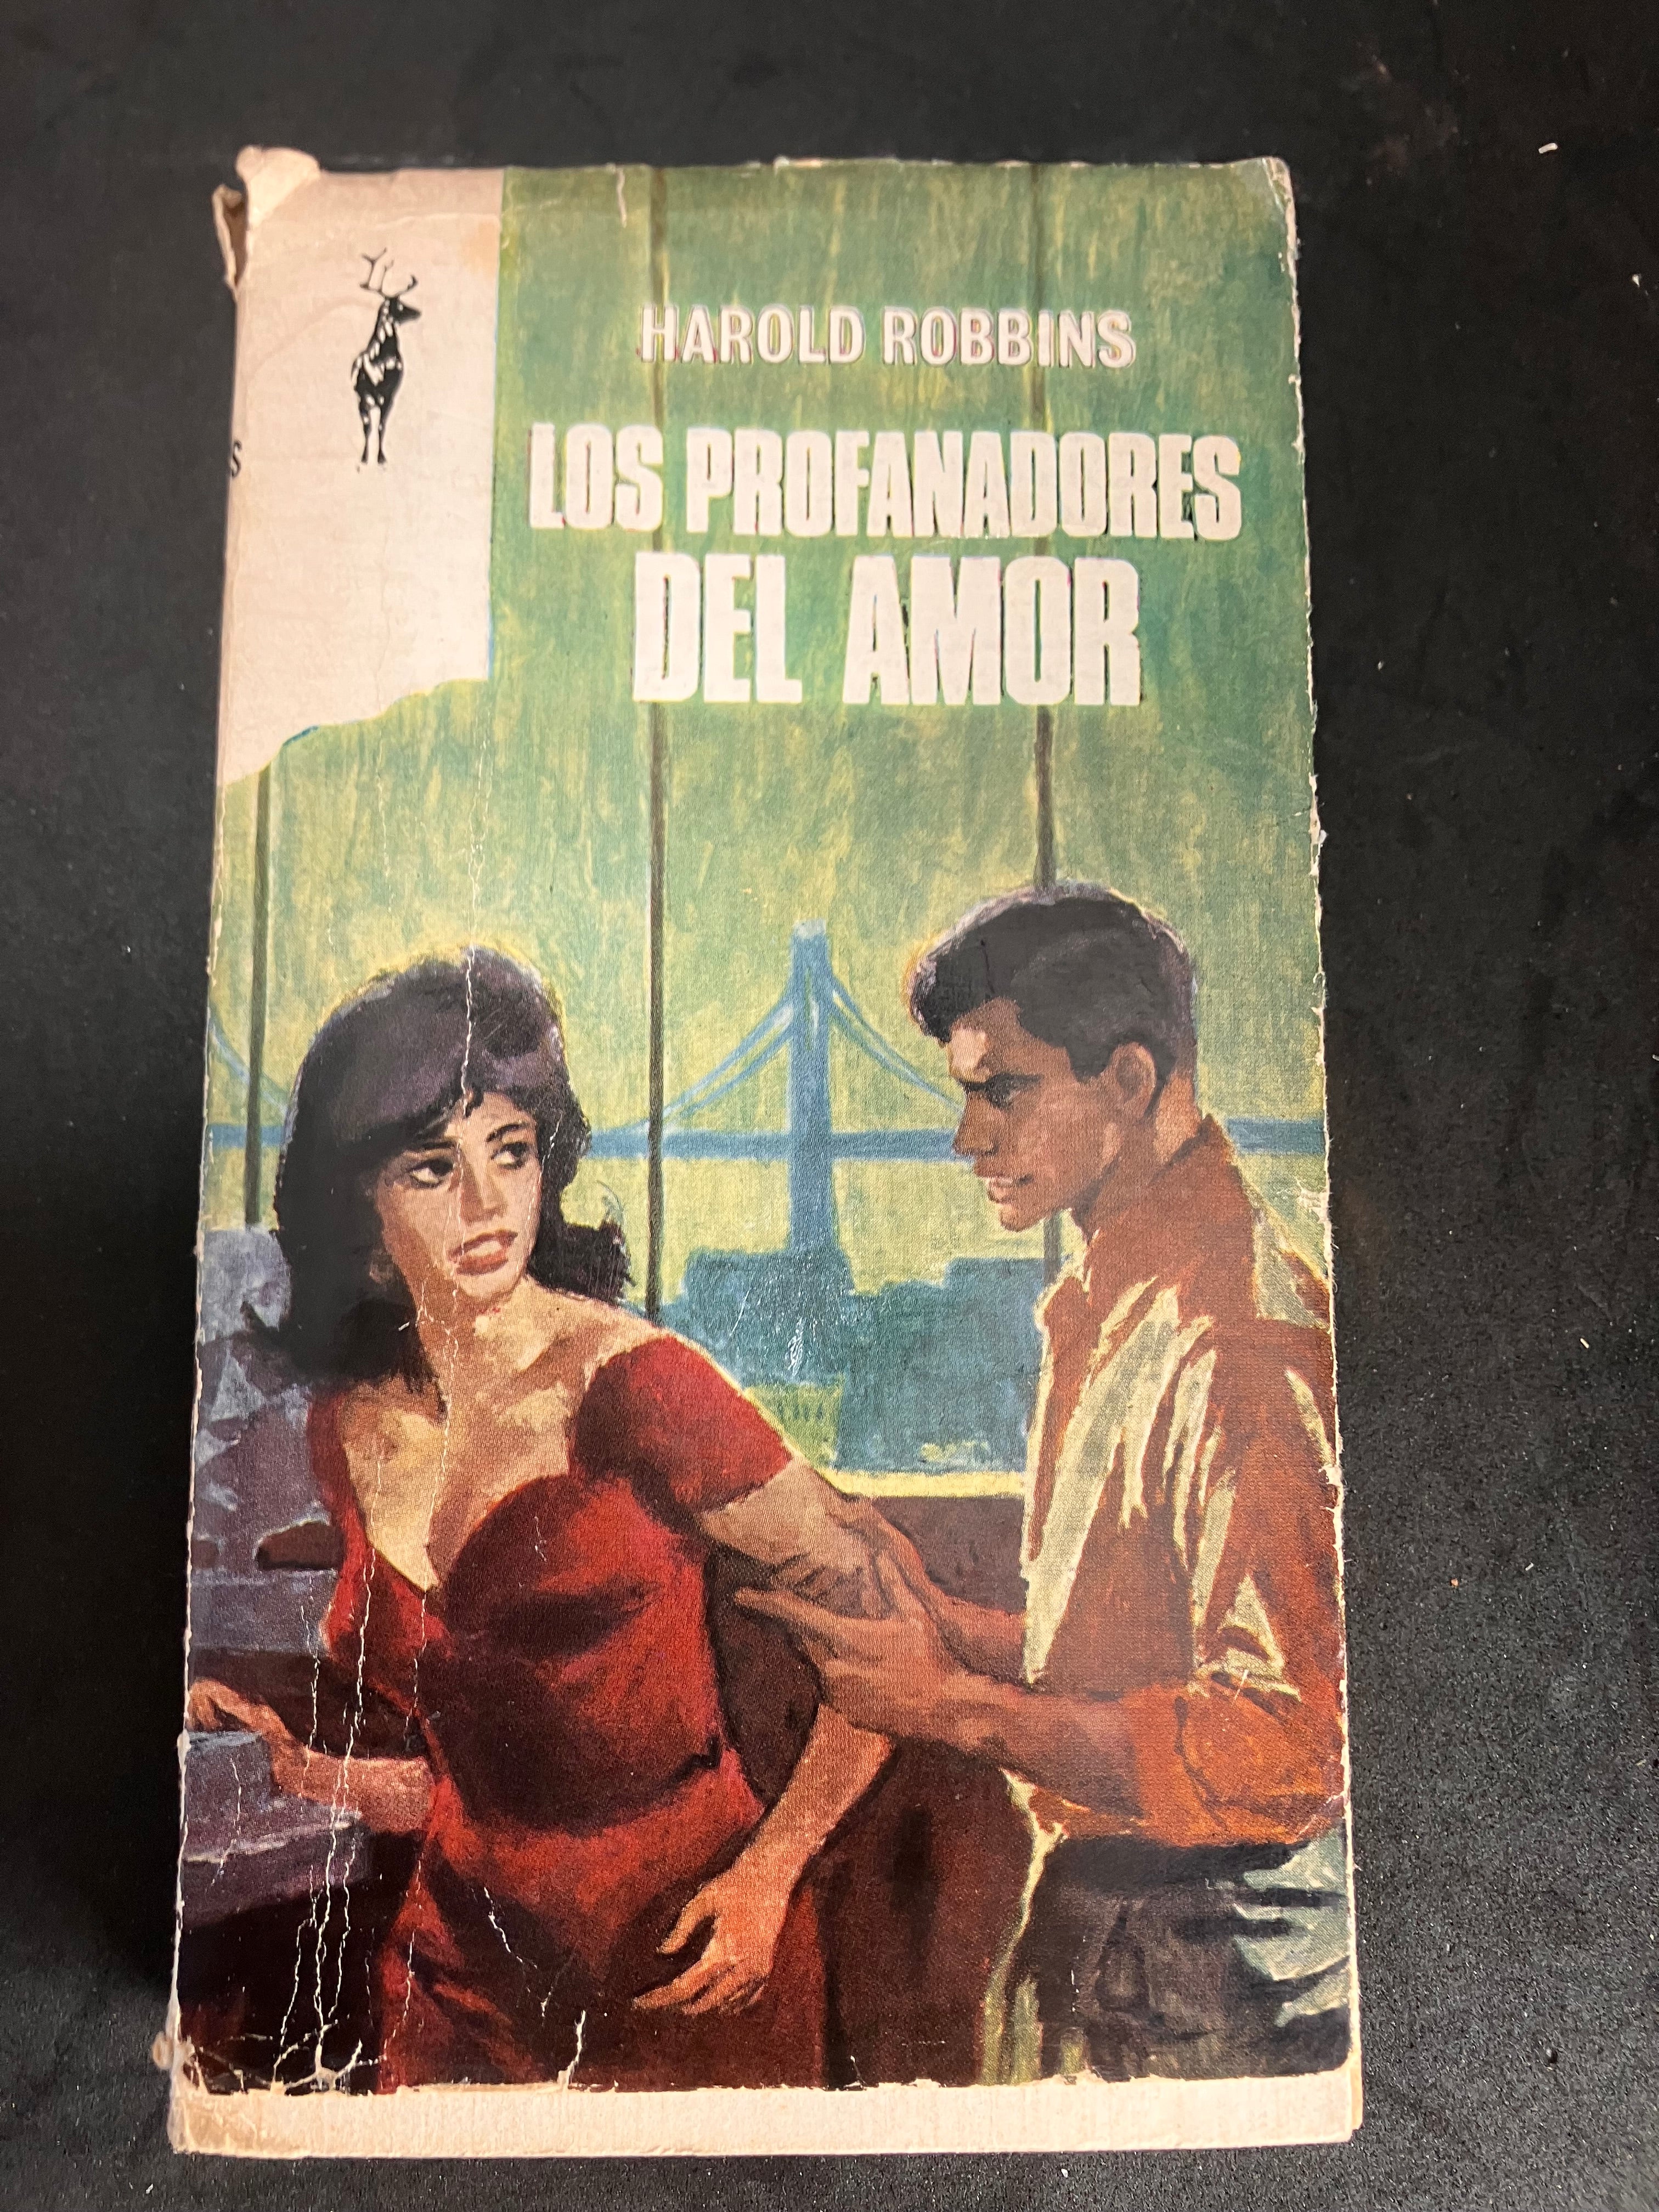 HAROLD ROBBINS
LOS PROFANADORES
DEL AMOR
S